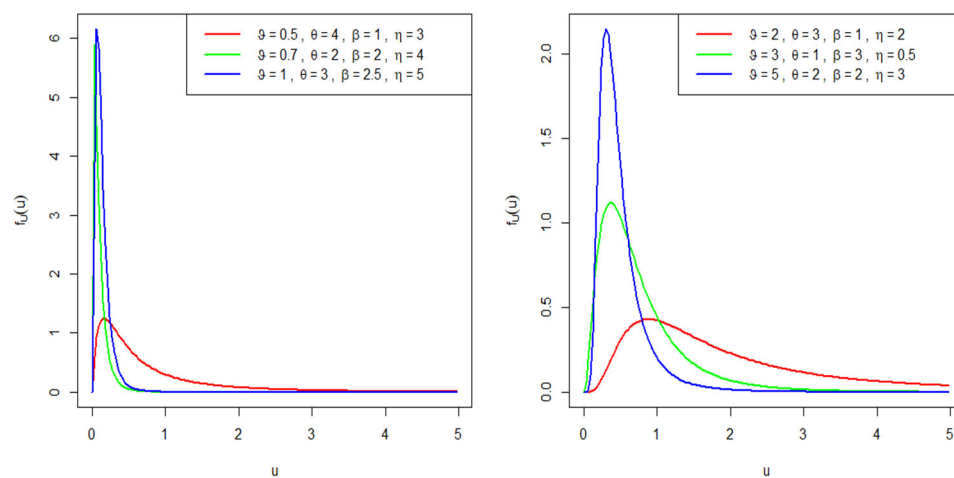 ϑ = 0.5 , θ = 4 , β = 1 , η = 3
ϑ = 0.7 , θ = 2 , β = 2 , η = 4
ϑ = 1 , θ = 3 , β = 2.5 , η = 5
6
5
4
3
2
1
0
fu(u)
0 1 2 3 4 5
u
ϑ = 2 , θ = 3 , β = 1 , η = 2
ϑ = 3 , θ = 1 , β = 3 , η = 0.5
ϑ = 5 , θ = 2 , β = 2 , η = 3
2.0
1.5
1.0
0.5
0.0
fu(u)
0 1 2 3 4 5
u